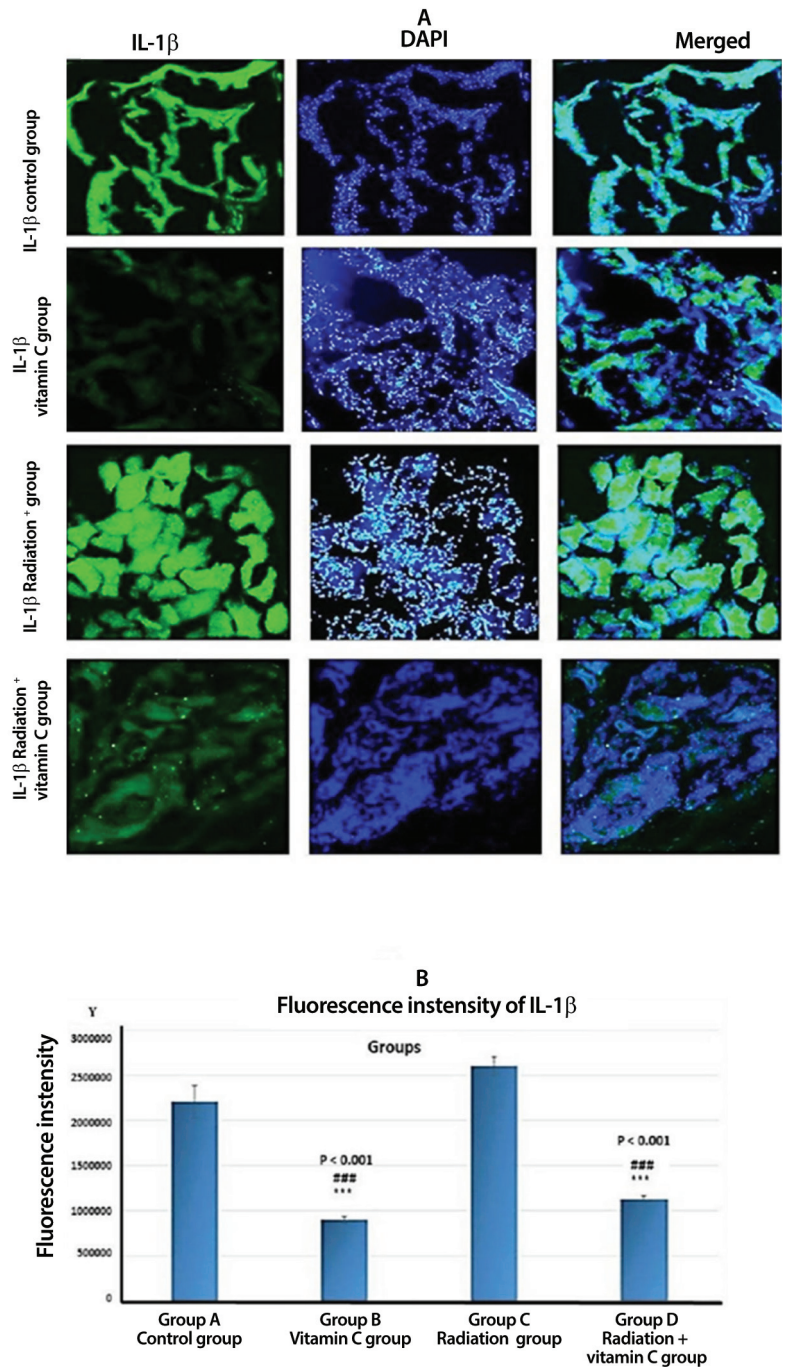 A
IL-1β
DAPI
Merged
IL-1β control group
IL-1β
vitamin C group
IL-1β Radiation + group
IL-1β Radiation +
vitamin C group
B
Fluorescence instensity of IL-1β
Y
Groups
Fluorescence instensity
3000000
2500000
2000000
1500000
1000000
500000
0
P < 0.001
###
***
P < 0.001
###
***
Group A
Control group
Group B
Vitamin C group
Group C
Radiation group
Group D
Radiation +
vitamin C group